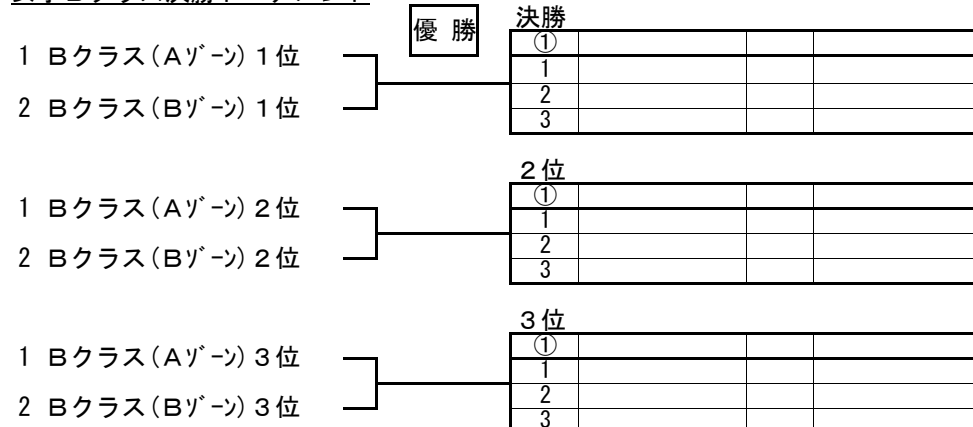 優 勝
決勝
1 Bクラス(Aｿﾞｰﾝ)1位
2 Bクラス(Bｿﾞｰﾝ)1位
①
1
2
3
2位
1 Bクラス(Aｿﾞｰﾝ)2位
2 Bクラス(Bｿﾞｰﾝ)2位
①
1
2
3
3位
1 Bクラス(Aｿﾞｰﾝ)3位
2 Bクラス(Bｿﾞｰﾝ)3位
①
1
2
3